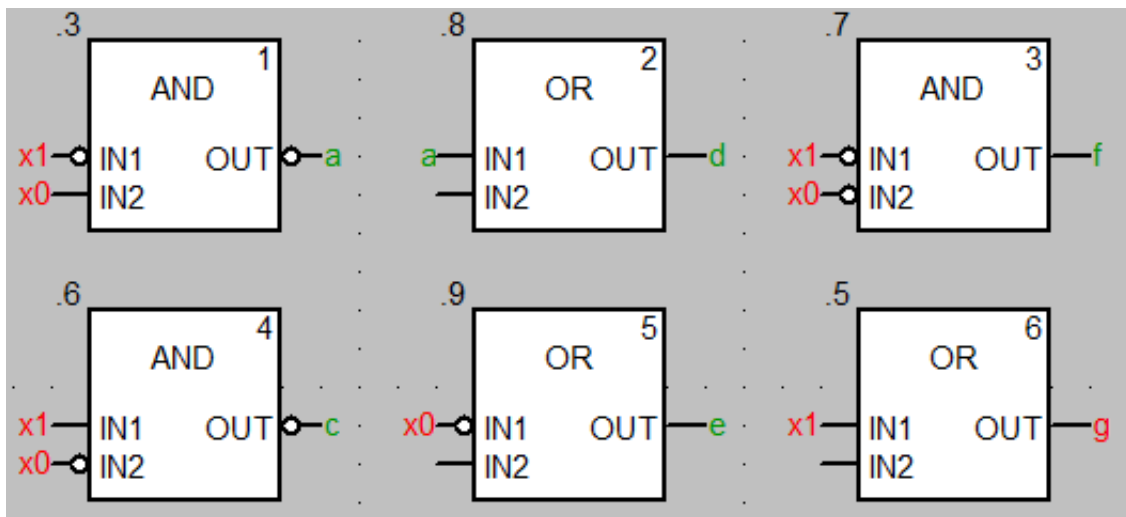 .3 .8 .7
1 2 3
AND OR AND
x1 IN1 OUT a a IN1 OUT d x1 IN1 OUT f
x0 IN2 IN2 x0 IN2
.6 .9 .5
4 5 6
AND OR OR
x1 IN1 OUT c x0 IN1 OUT e x1 IN1 OUT g
x0 IN2 IN2 IN2